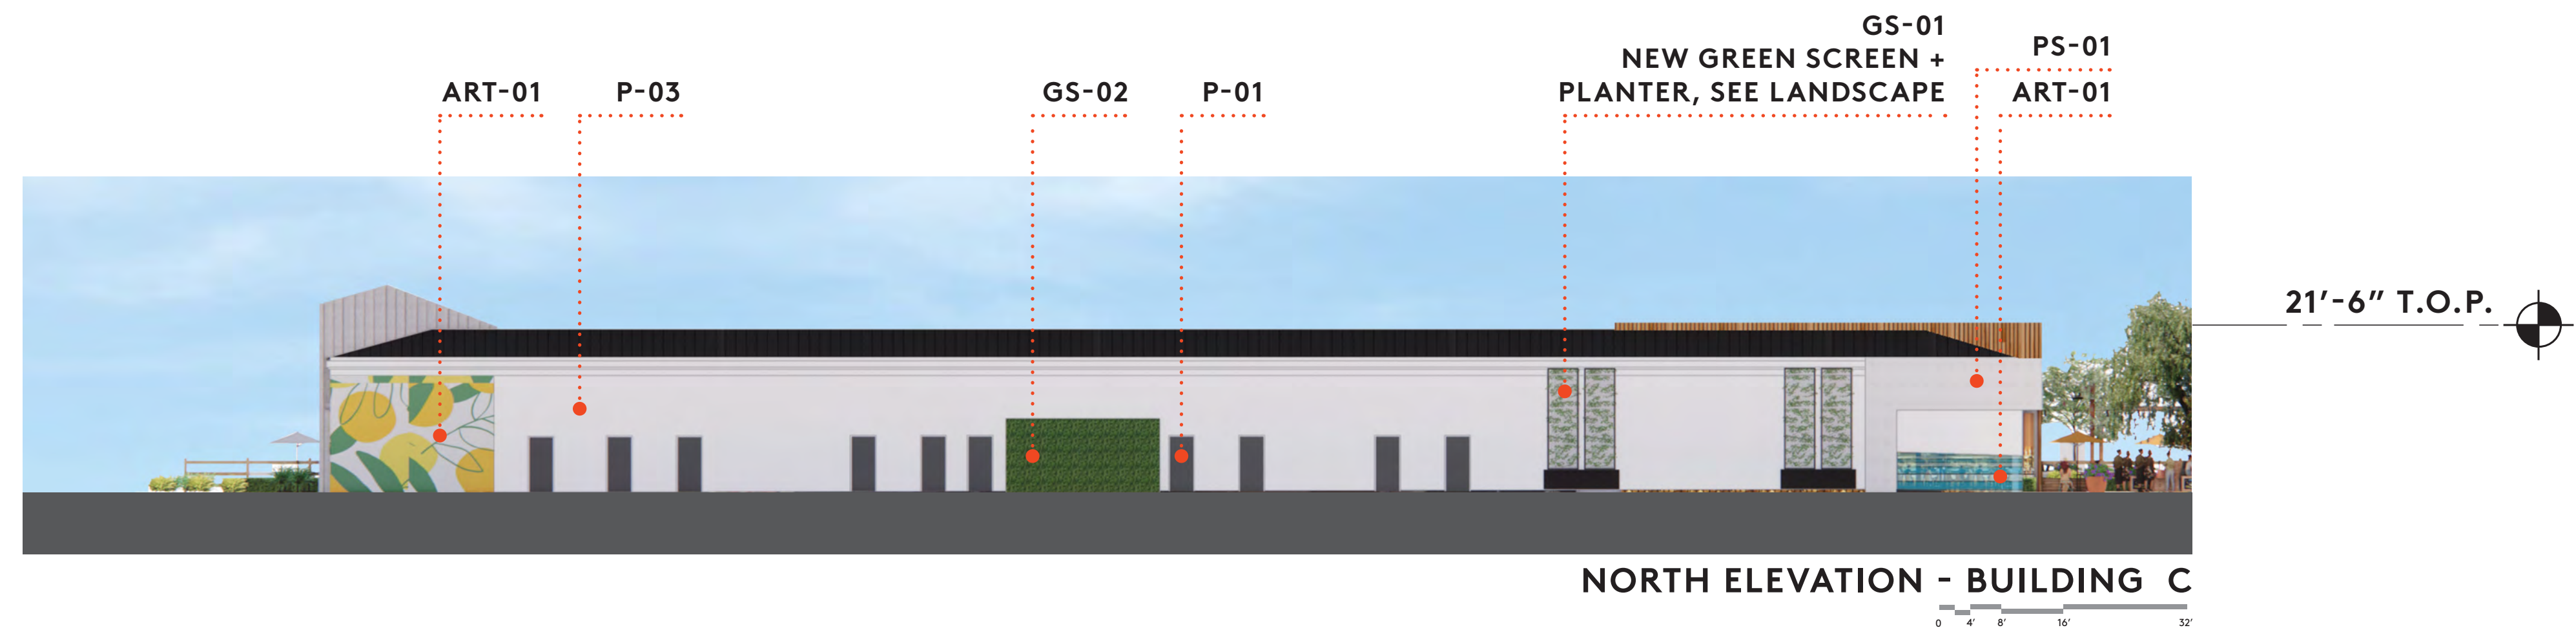 GS-01
NEW GREEN SCREEN +
PLANTER, SEE LANDSCAPE
PS-01
ART-01
P-03
GS-02
P-01
ART-01
21'-6" T.O.P.
NORTH ELEVATION - BUILDING C
0 4' 8' 16' 32'